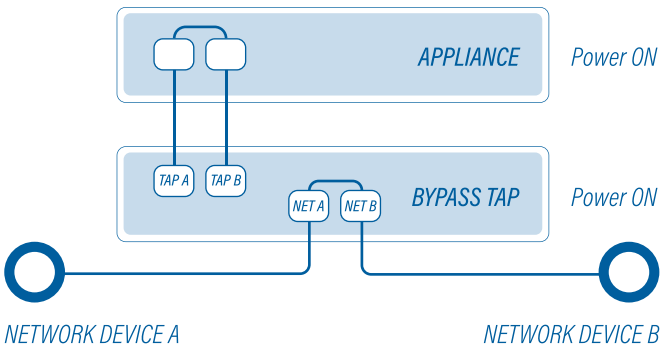 APPLIANCE
Power ON
TAP A
TAP B
NET A
NET B
BYPASS TAP
Power ON
NETWORK DEVICE A
NETWORK DEVICE B